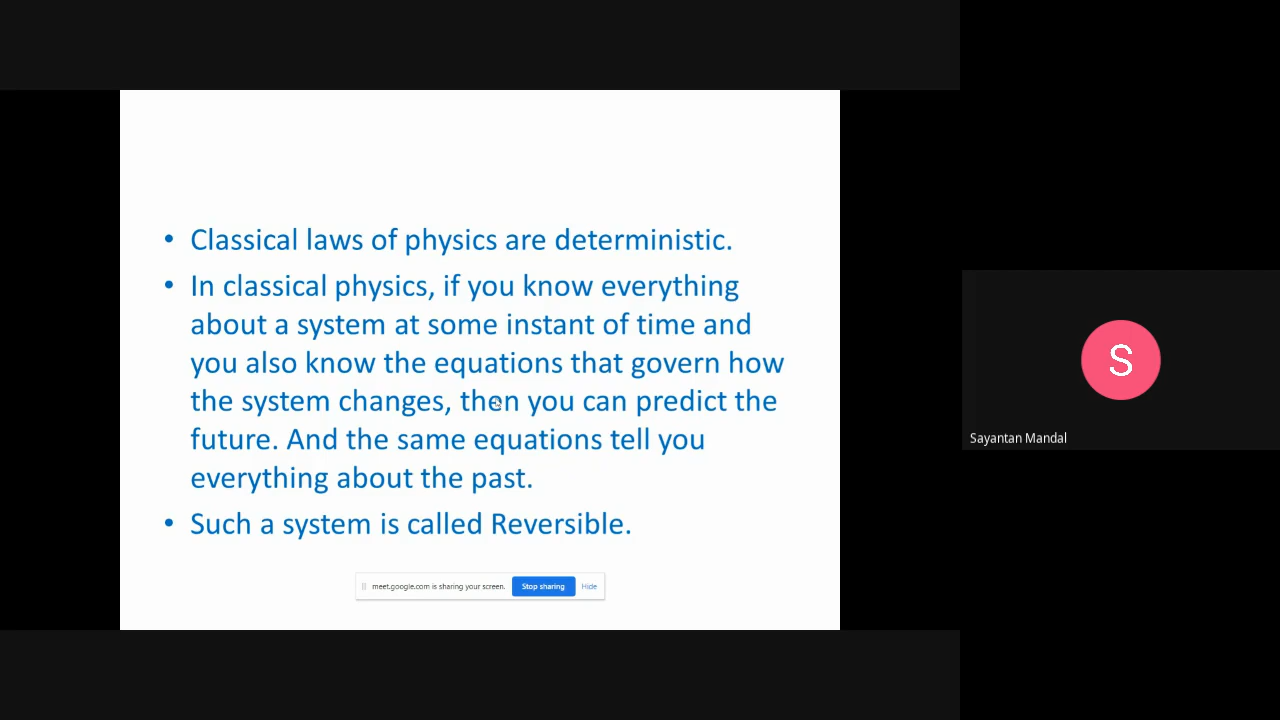 • Classical laws of physics are deterministic.
• In classical physics, if you know everything
about a system at some instant of time and
you also know the equations that govern how
the system changes, then you can predict the
future. And the same equations tell you
everything about the past.
• Such a system is called Reversible.
meet.google.com is sharing your screen. Stop sharing Hide
S
Sayantan Mandal